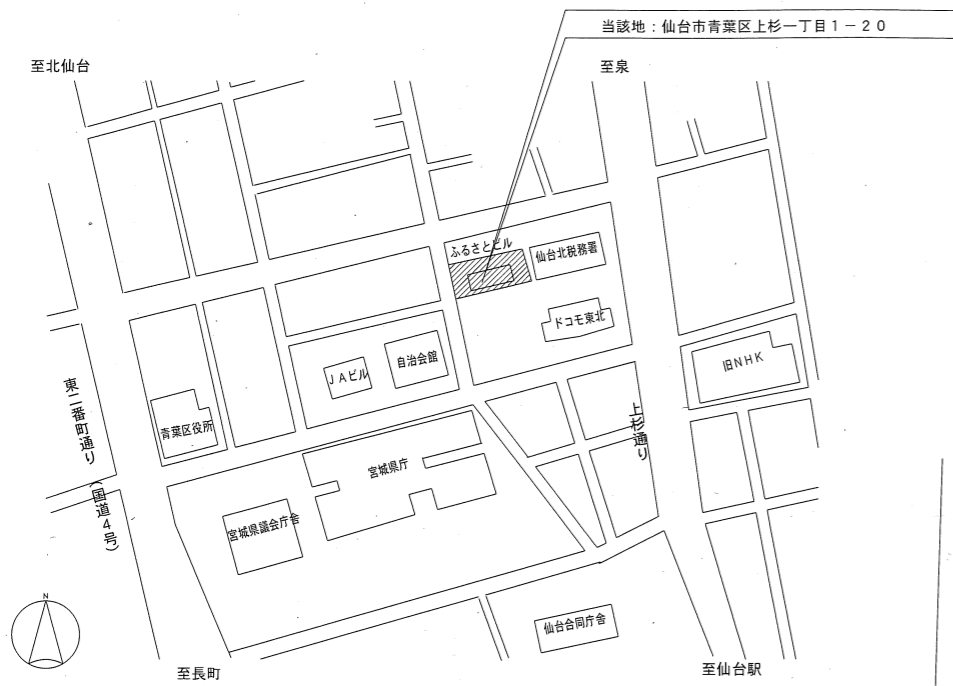 当該地：仙台市青葉区上杉一丁目1－20
至北仙台
至泉
ふるさとビル
仙台北税務署
ドコモ東北
自治会館
JAビル
旧NHK
東二番町通り（国道4号）
青葉区役所
上杉通り
宮城県庁
宮城県議会庁舎
仙台合同庁舎
N
至長町
至仙台駅